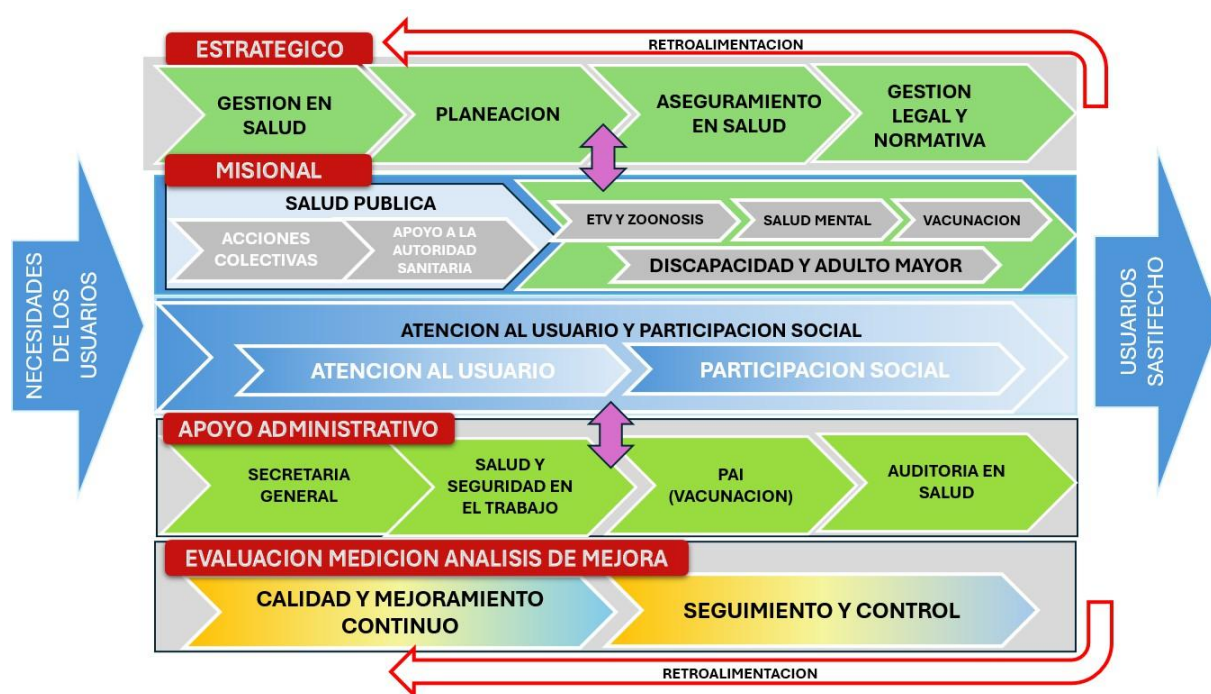 RETROALIMENTACION
ESTRATEGICO
GESTION EN
SALUD
PLANEACION
ASEGURAMIENTO
EN SALUD
GESTION
LEGAL Y
NORMATIVA
MISIONAL
SALUD PUBLICA
ACCIONES
COLECTIVAS
APOYO A LA
AUTORIDAD
SANITARIA
ETV Y ZOONOSIS
SALUD MENTAL
VACUNACION
DISCAPACIDAD Y ADULTO MAYOR
NECESIDADES
DE LOS
USUARIOS
USUARIOS
SASTIFECHO
ATENCION AL USUARIO Y PARTICIPACION SOCIAL
ATENCION AL USUARIO
PARTICIPACION SOCIAL
APOYO ADMINISTRATIVO
SECRETARIA
GENERAL
SALUD Y
SEGURIDAD EN
EL TRABAJO
PAI
(VACUNACION)
AUDITORIA EN
SALUD
EVALUACION MEDICION ANALISIS DE MEJORA
CALIDAD Y MEJORAMIENTO
CONTINUO
SEGUIMIENTO Y CONTROL
RETROALIMENTACION